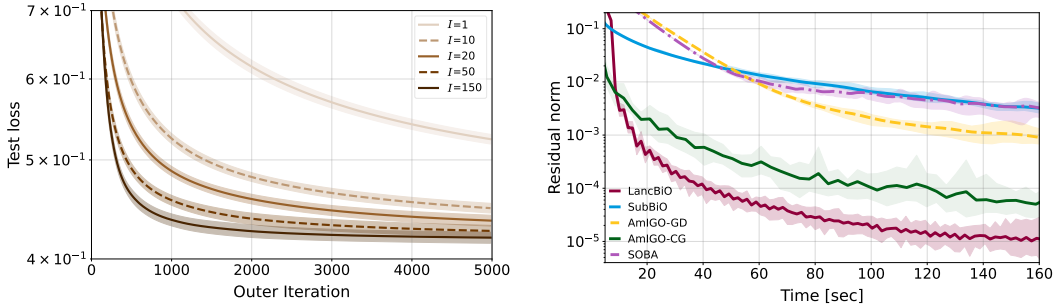 7 × 10⁻¹
6 × 10⁻¹
5 × 10⁻¹
4 × 10⁻¹
Test loss
0 1000 2000 3000 4000 5000
Outer Iteration
I=1
I=10
I=20
I=50
I=150
10⁻¹
10⁻²
10⁻³
10⁻⁴
10⁻⁵
Residual norm
LancBiO
SubBiO
AmIGO-GD
AmIGO-CG
SOBA
20 40 60 80 100 120 140 160
Time [sec]